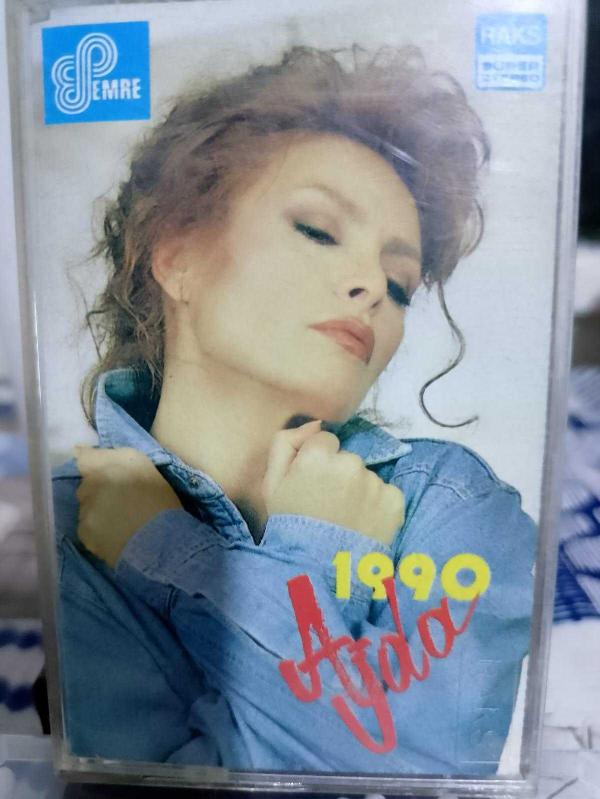 EMRE
RAKS
SUPER
STEREO
1990
Ajda